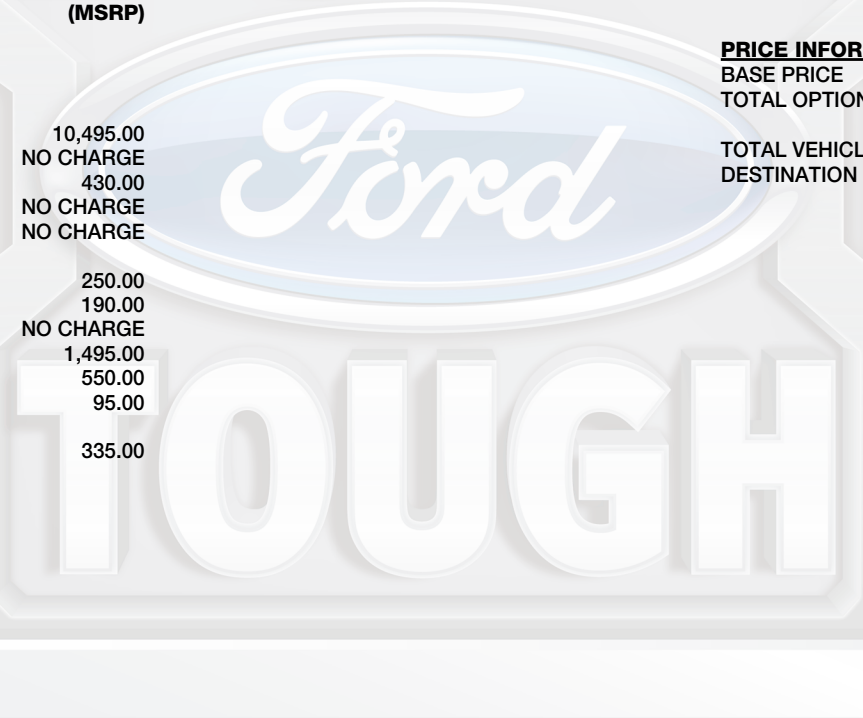 (MSRP)
10,495.00
NO CHARGE
430.00
NO CHARGE
NO CHARGE
250.00
190.00
NO CHARGE
1,495.00
550.00
95.00
335.00
PRICE INFOR
BASE PRICE
TOTAL OPTION
TOTAL VEHICL
DESTINATION
Ford
TOUGH